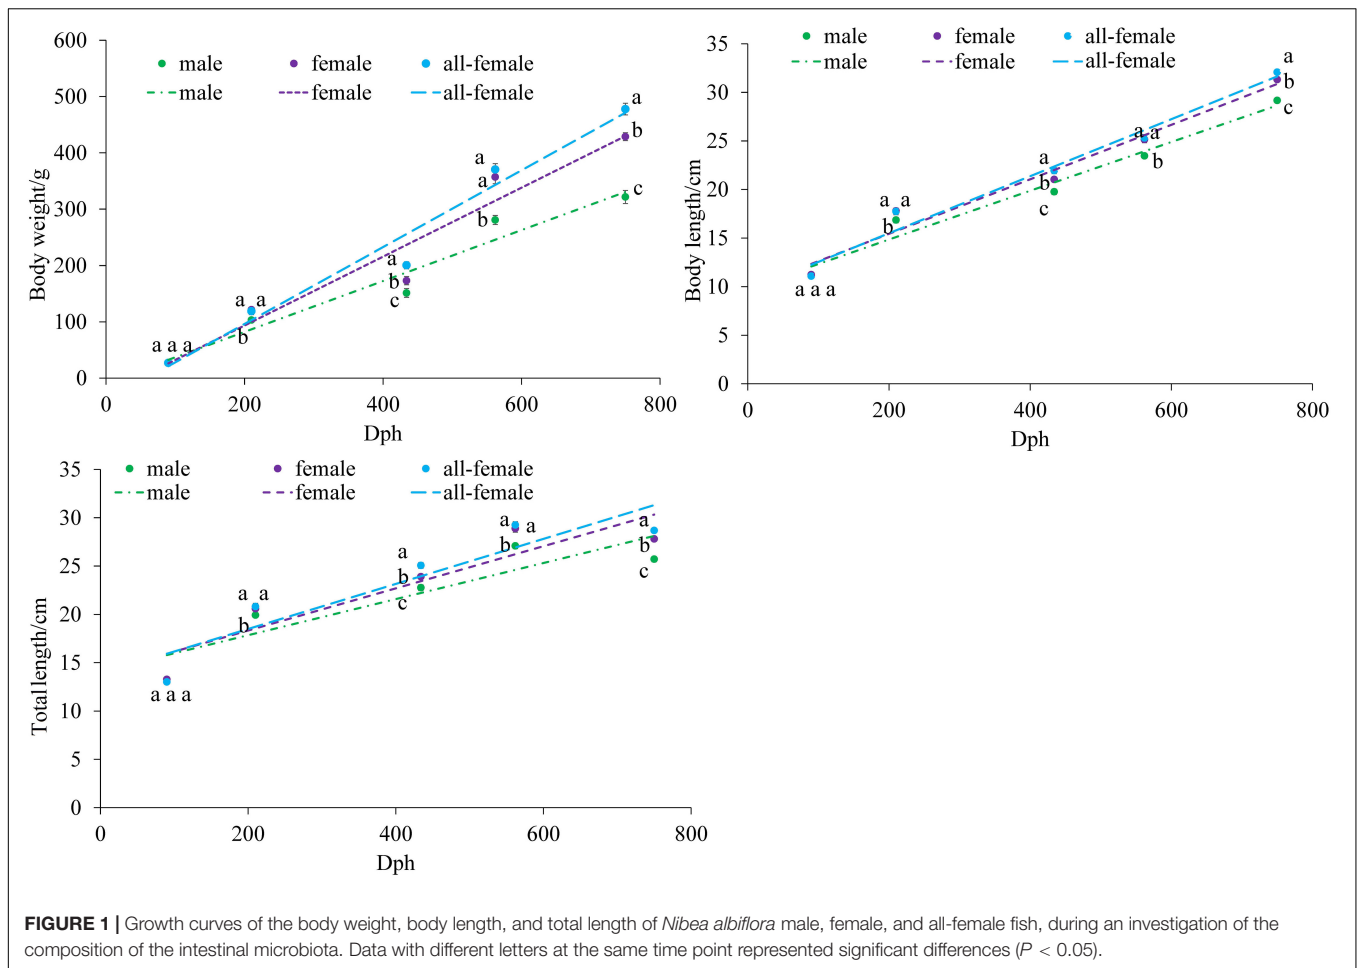 600
500
400
300
200
100
0
0 200 400 600 800
Body weight/g
Dph
male female all-female
male female all-female
a a a
a a
b
a
b
c
a
a
b
a
b
c
35
30
25
20
15
10
5
0
0 200 400 600 800
Body length/cm
Dph
male female all-female
male female all-female
a a a
a a
b
a
b
c
a a
b
a
b
c
35
30
25
20
15
10
5
0
0 200 400 600 800
Total length/cm
Dph
male female all-female
male female all-female
a a a
a a
b
a
b
c
a a
b
a
b
c
FIGURE 1 | Growth curves of the body weight, body length, and total length of Nibea albiflora male, female, and all-female fish, during an investigation of the
composition of the intestinal microbiota. Data with different letters at the same time point represented significant differences (P < 0.05).